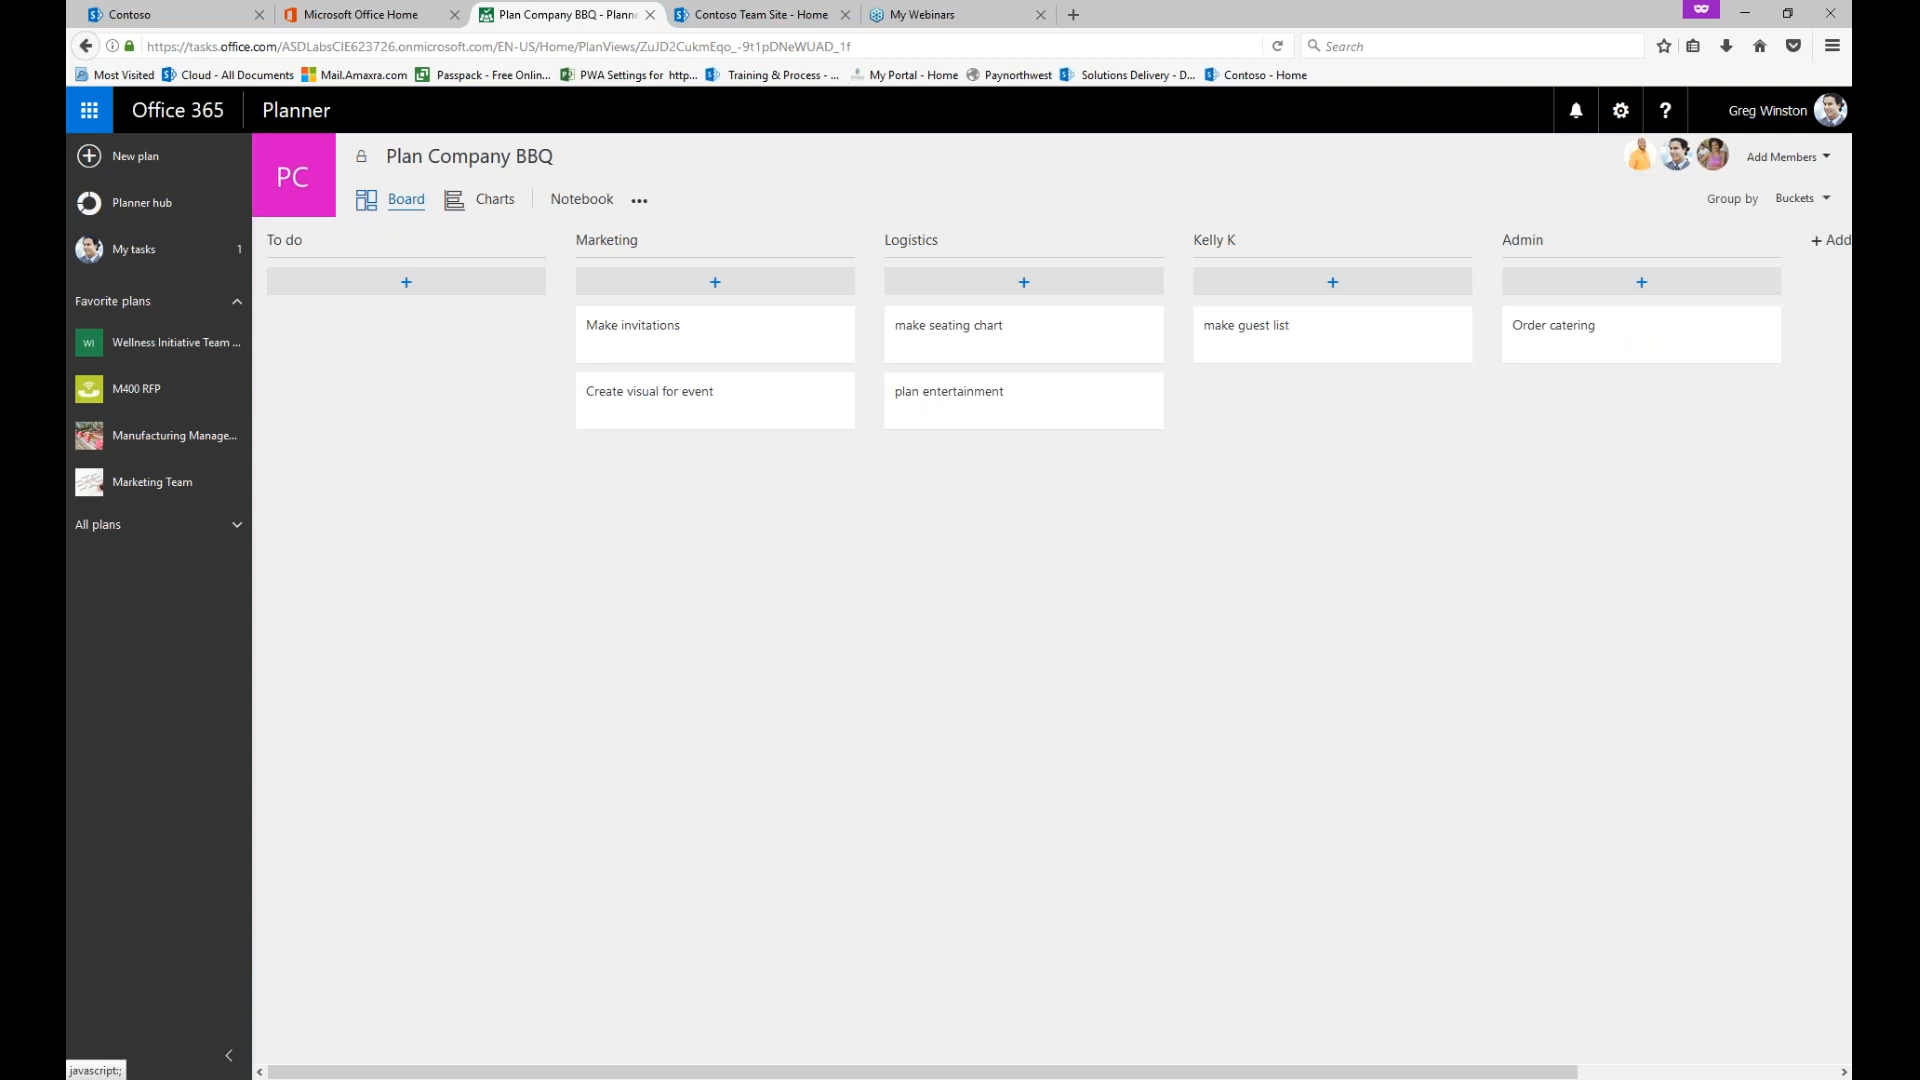 Contoso
Microsoft Office Home
Plan Company BBQ - Plann
Contoso Team Site - Home
My Webinars
https://tasks.office.com/ASDLabsCIE623726.onmicrosoft.com/EN-US/Home/PlanViews/ZuJD2CukmEqo_-9t1pDNeWUAD_1f
Search
Most Visited
Cloud - All Documents
Mail.Amaxra.com
Passpack - Free Onlin...
PWA Settings for http...
Training & Process - ...
My Portal - Home
Paynorthwest
Solutions Delivery - D...
Contoso - Home
Office 365
Planner
?
Greg Winston
New plan
Planner hub
My tasks 1
Favorite plans
WI Wellness Initiative Team ...
M400 RFP
Manufacturing Manage...
Marketing Team
All plans
PC
Plan Company BBQ
Add Members
Board
Charts
Notebook
...
Group by Buckets
To do
+
Marketing
+
Make invitations
Create visual for event
Logistics
+
make seating chart
plan entertainment
Kelly K
+
make guest list
Admin
+
Order catering
+ Add
javascript:;